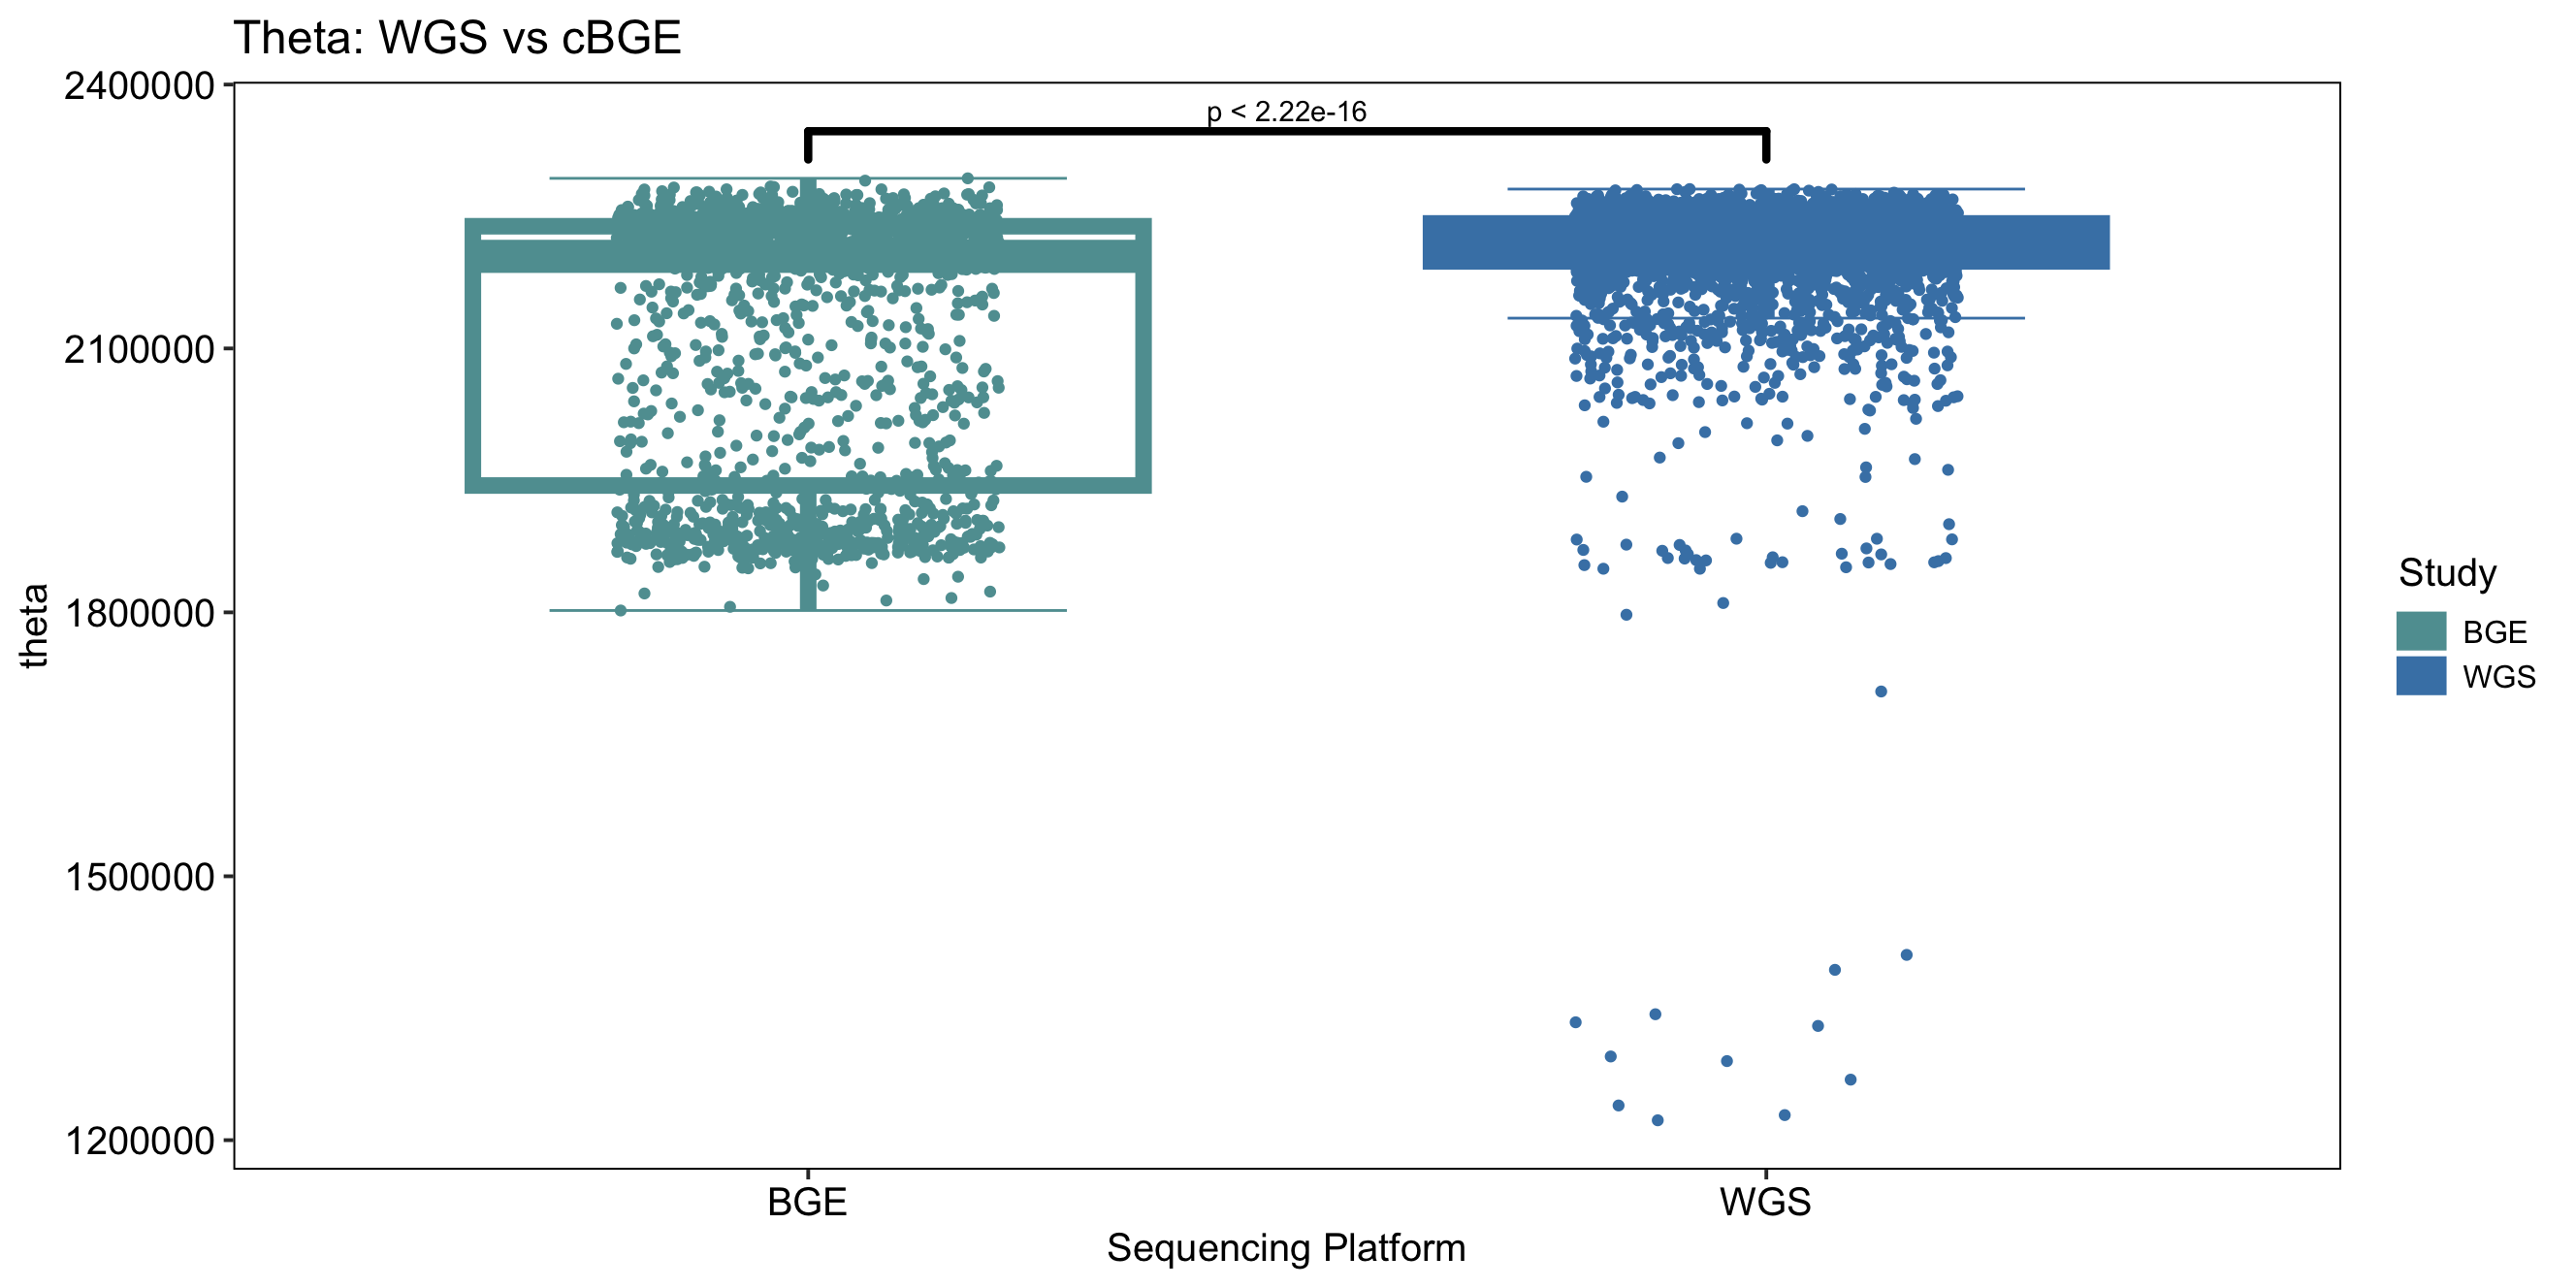 Theta: WGS vs cBGE
2400000
p < 2.22e-16
2100000
1800000
1500000
1200000
theta
BGE
WGS
Sequencing Platform
Study
BGE
WGS